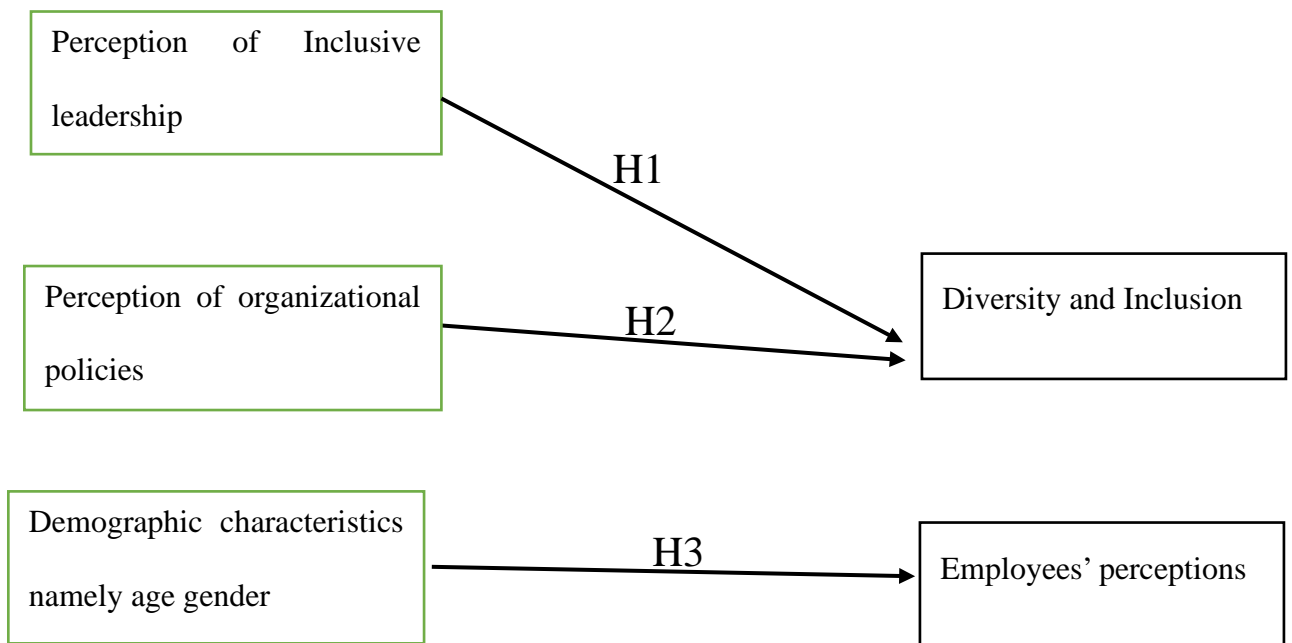 Perception of Inclusive
leadership
H1
Perception of organizational
policies
H2
Diversity and Inclusion
Demographic characteristics
namely age gender
H3
Employees’ perceptions